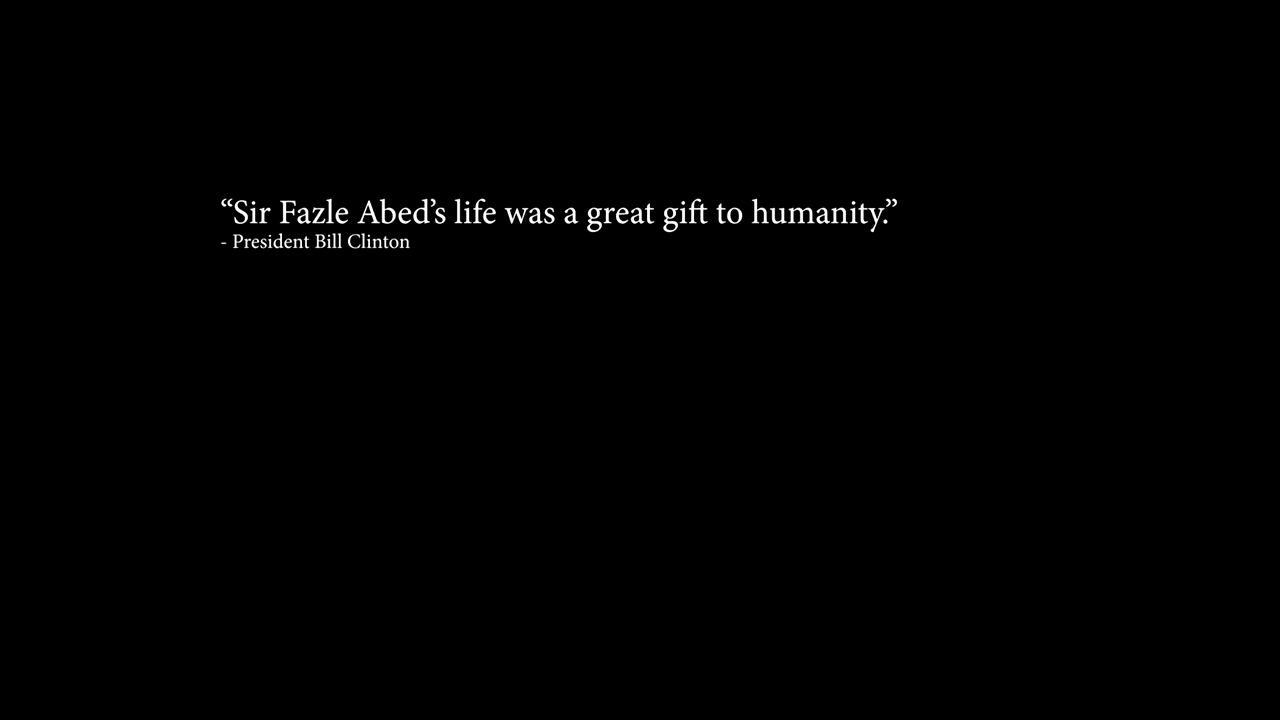 “Sir Fazle Abed’s life was a great gift to humanity.”
- President Bill Clinton